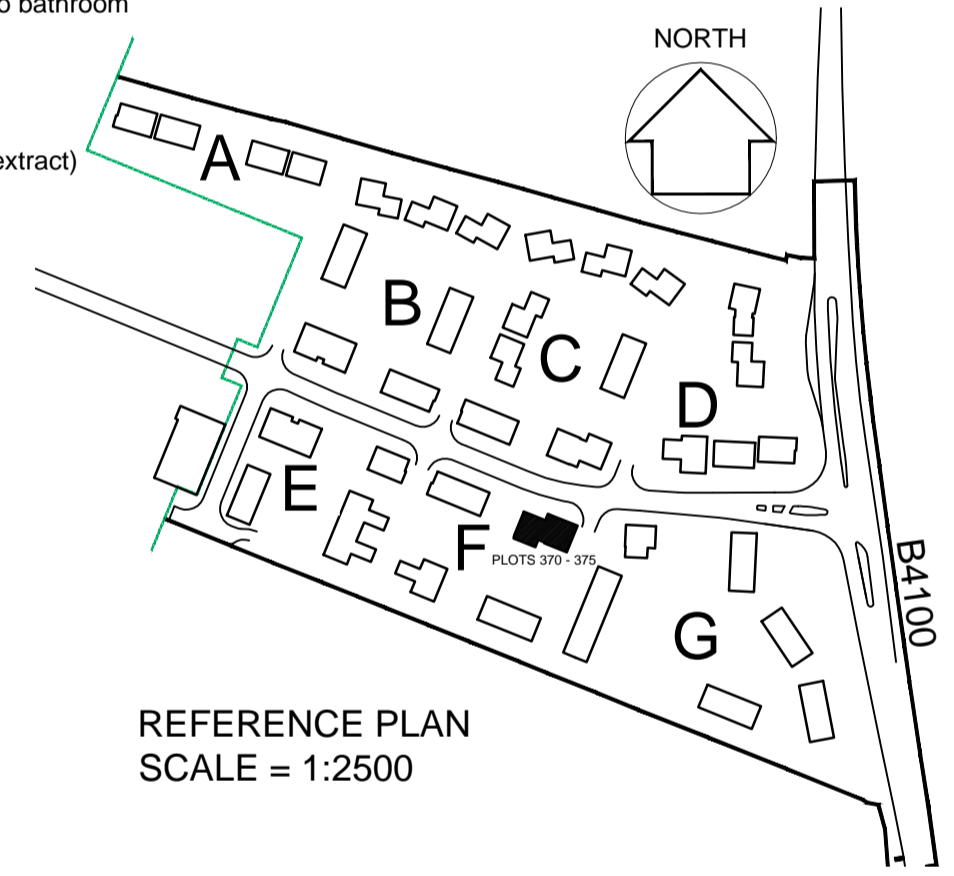 o bathroom
NORTH
extract)
A
B
C
D
E
F
PLOTS 370 - 375
G
B4100
REFERENCE PLAN
SCALE = 1:2500